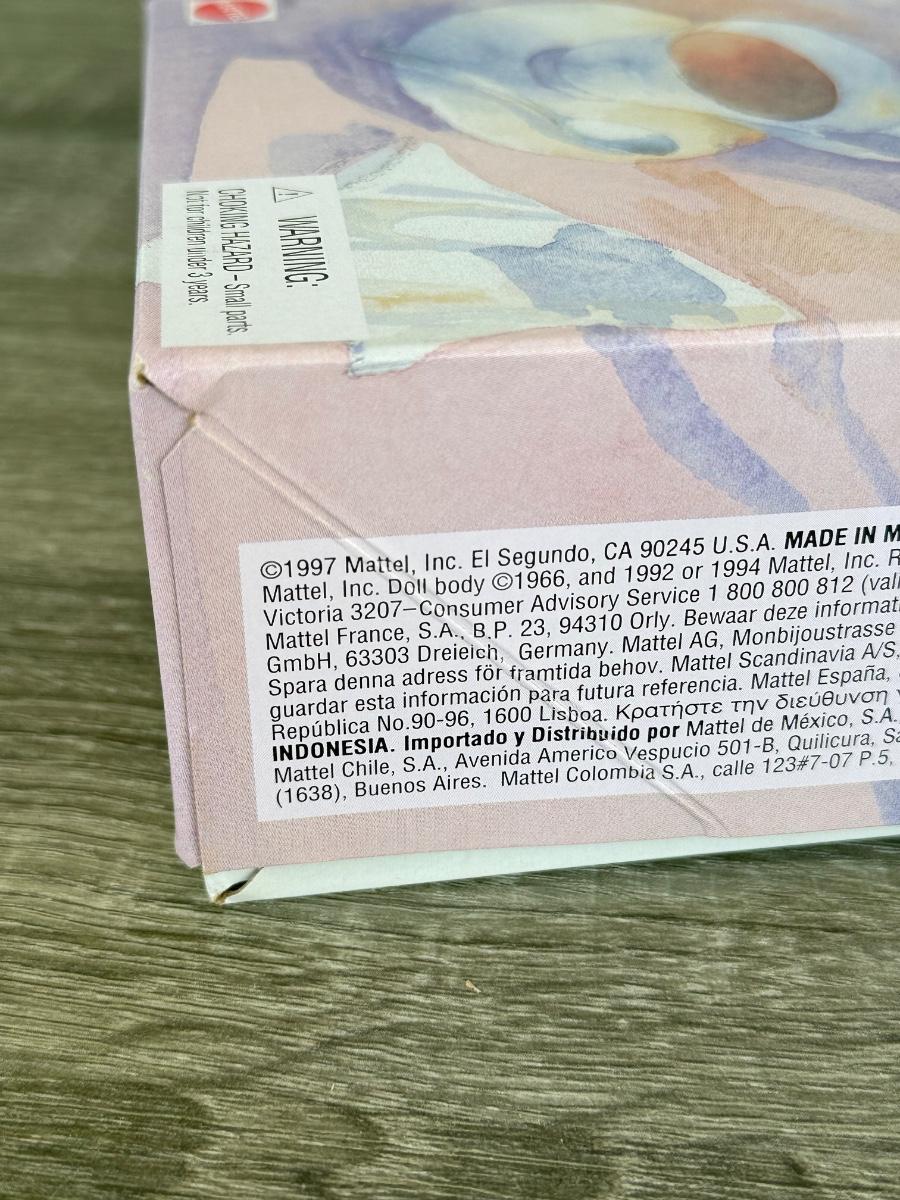 WARNING:
CHOKING HAZARD – Small parts.
Not for children under 3 years.
©1997 Mattel, Inc. El Segundo, CA 90245 U.S.A. MADE IN M
Mattel, Inc. Doll body ©1966, and 1992 or 1994 Mattel, Inc. R
Victoria 3207–Consumer Advisory Service 1 800 800 812 (vali
Mattel France, S.A., B.P. 23, 94310 Orly. Bewaar deze informati
GmbH, 63303 Dreieich, Germany. Mattel AG, Monbijoustrasse
Spara denna adress för framtida behov. Mattel Scandinavia A/S,
guardar esta información para futura referencia. Mattel España,
República No.90-96, 1600 Lisboa. Κρατήστε την διεύθυνση
INDONESIA. Importado y Distribuido por Mattel de México, S.A.
Mattel Chile, S.A., Avenida Americo Vespucio 501-B, Quilicura, Sa
(1638), Buenos Aires. Mattel Colombia S.A., calle 123#7-07 P.5,